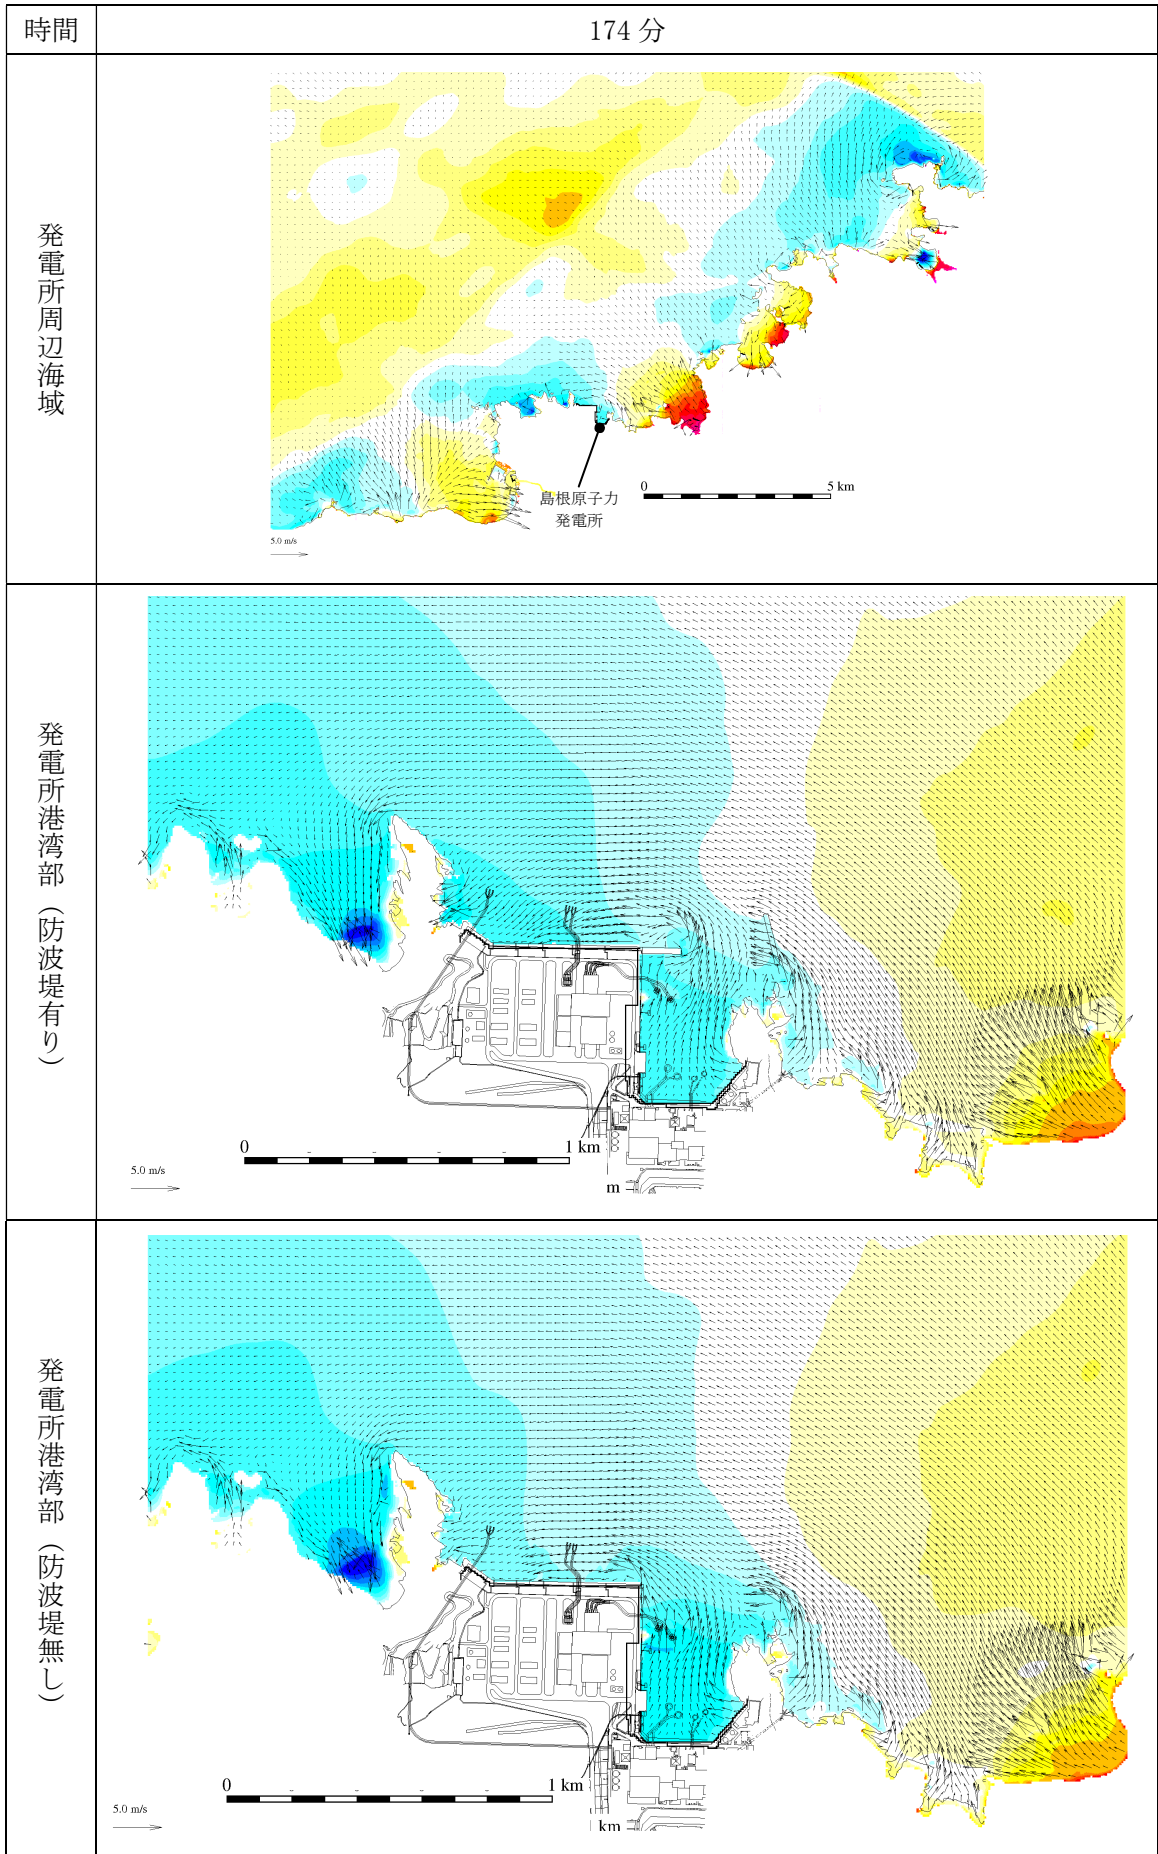 時間
174 分
発電所周辺海域
島根原子力
発電所
0
5 km
5.0 m/s
発電所港湾部（防波堤有り）
0
1 km
5.0 m/s
m
発電所港湾部（防波堤無し）
0
1 km
5.0 m/s
km